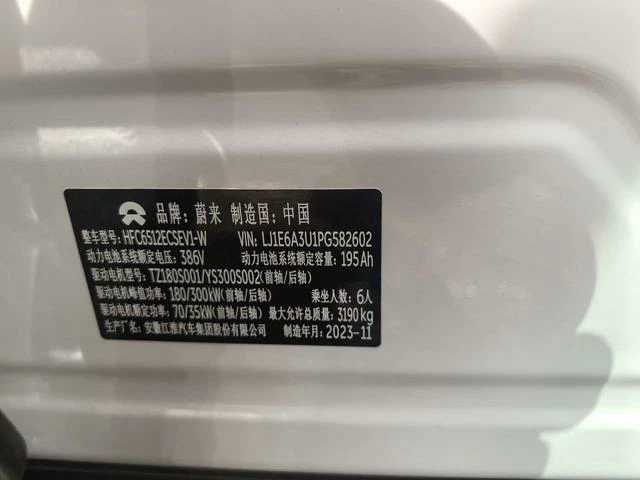 品牌: 蔚来 制造国: 中国
整车型号: HFC6512ECSEV1-W VIN: LJ1E6A3U1PG582602
动力电池系统额定电压: 386V 动力电池系统额定容量: 195Ah
驱动电机型号: TZ180S001/YS300S002(前轴/后轴)
驱动电机峰值功率: 180/300kW(前轴/后轴) 乘坐人数: 6人
驱动电机额定功率: 70/35kW(前轴/后轴) 最大允许总质量: 3190kg
生产厂名: 安徽江淮汽车集团股份有限公司 制造年月: 2023-11